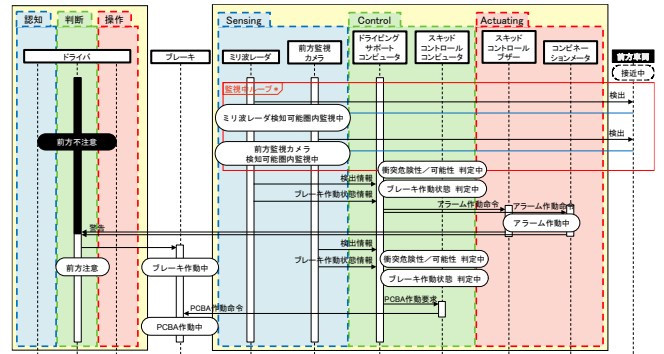 認知
判断
操作
Sensing
Control
Actuating
ドライバ
ブレーキ
ミリ波レーダ
前方監視
カメラ
ドライビング
サポート
コンピュータ
スキッド
コントロール
コンピュータ
スキッド
コントロール
ブザー
コンビネー
ションメータ
前方車両
接近中
監視中ループ*
検出
ミリ波レーダ検知可能圏内監視中
前方不注意
検出
前方監視カメラ
検知可能圏内監視中
衝突危険性/可能性 判定中
検出情報
ブレーキ作動状態 判定中
ブレーキ作動状態情報
アラーム作動命令
アラーム作動命令
アラーム作動中
警告
検出情報
前方注意
ブレーキ作動中
ブレーキ作動状態情報
衝突危険性/可能性 判定中
ブレーキ作動状態 判定中
PCBA作動要求
PCBA作動命令
PCBA作動中